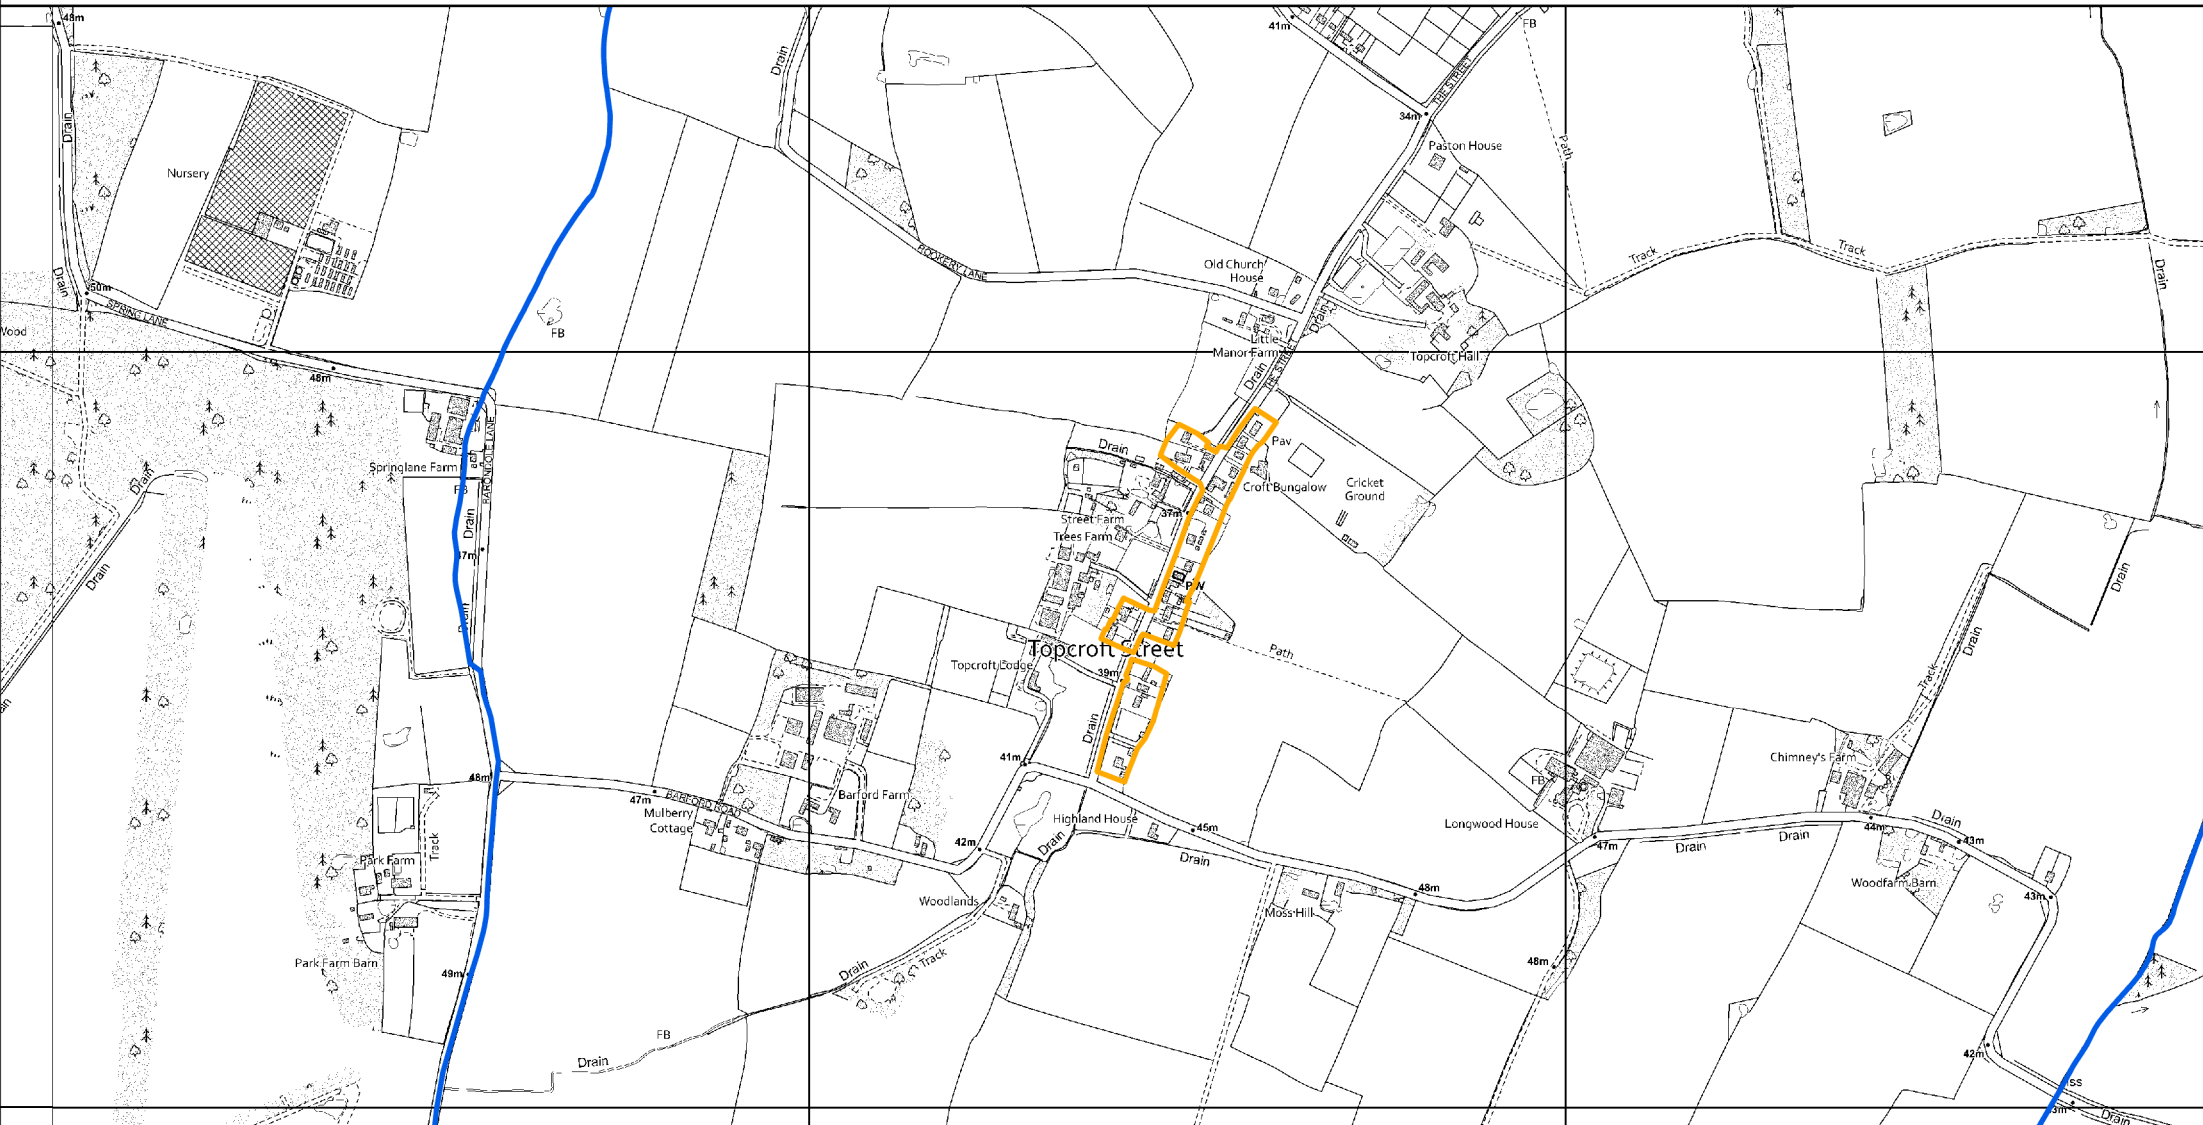 48m
41m
FB
Drain
THE STREET
34m
Drain
Paston House
Path
Nursery
Track
Track
Old Church
House
ROOKERY LANE
Drain
Drain
50m
SPRING LANE
Drain
FB
Wood
Little
Manor Farm
THE STREET
Topcroft Hall
48m
Drain
BARONDOLE LANE
Pav
Drain
Springlane Farm
FB
Croft Bungalow
Cricket
Ground
Drain
37m
Street Farm
Drain
Trees Farm
47m
Drain
Drain
PW
Drain
Drain
Topcroft Street
Path
Topcroft Lodge
39m
Track
Drain
41m
Chimney's Farm
48m
FB
47m
BARFORD ROAD
Barford Farm
Mulberry
Cottage
Highland House
45m
Longwood House
44m
Drain
Drain
Drain
43m
42m
Drain
47m
Track
Park Farm
Drain
Woodfarm Barn
48m
43m
Woodlands
Moss Hill
Park Farm Barn
49m
Drain
Track
48m
FB
Drain
42m
Drain